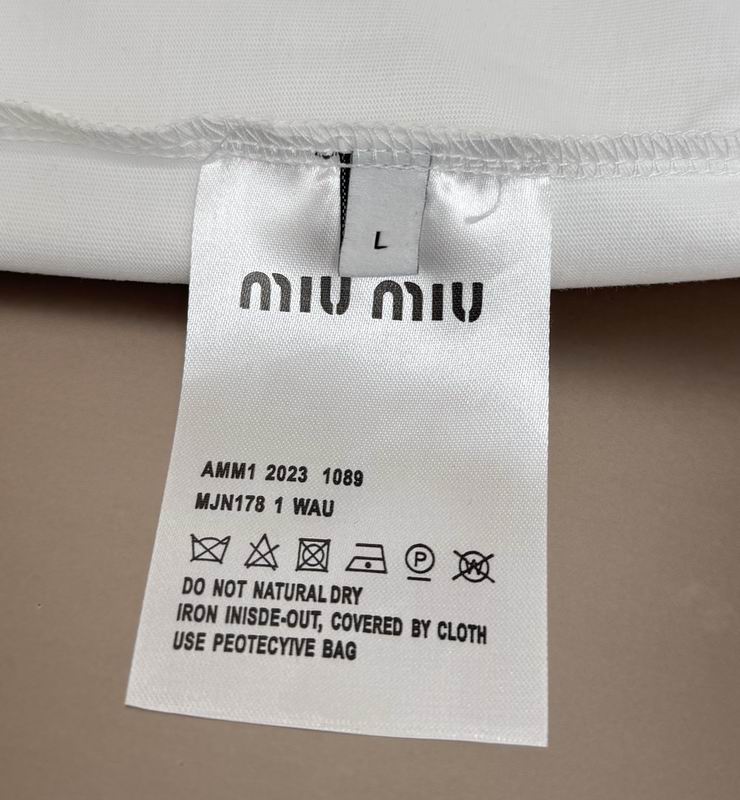 L
MIU MIU
AMM1 2023 1089
MJN178 1 WAU
P W
DO NOT NATURAL DRY
IRON INISDE-OUT, COVERED BY CLOTH
USE PEOTECYIVE BAG